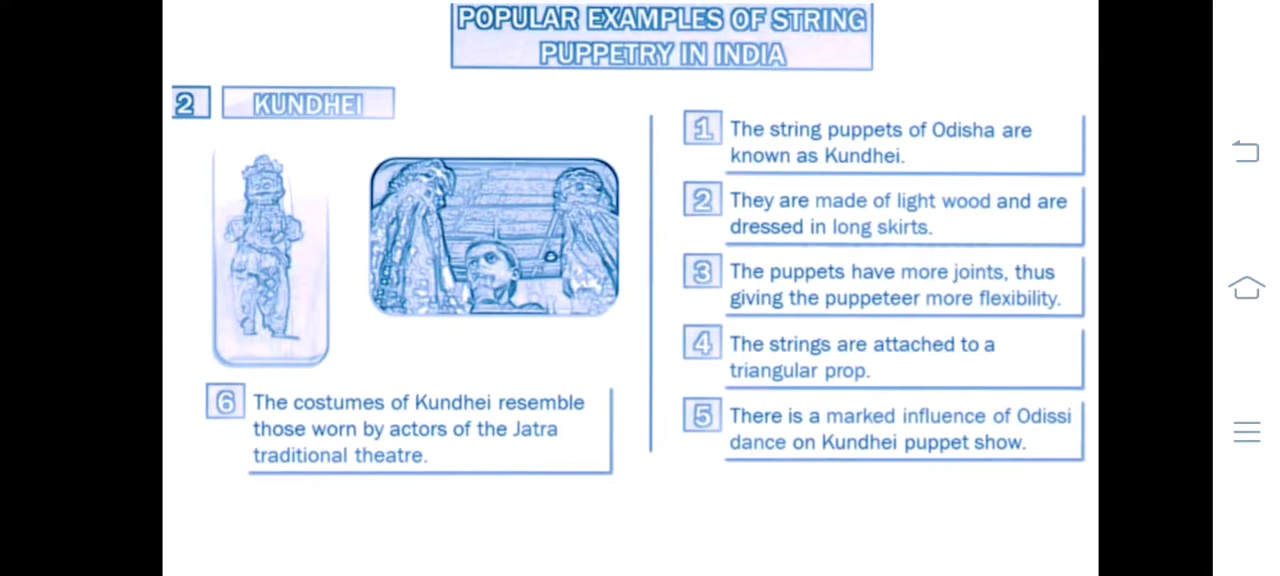 POPULAR EXAMPLES OF STRING
PUPPETRY IN INDIA
2 KUNDHEI
1 The string puppets of Odisha are
known as Kundhei.
2 They are made of light wood and are
dressed in long skirts.
3 The puppets have more joints, thus
giving the puppeteer more flexibility.
4 The strings are attached to a
triangular prop.
5 There is a marked influence of Odissi
dance on Kundhei puppet show.
6 The costumes of Kundhei resemble
those worn by actors of the Jatra
traditional theatre.